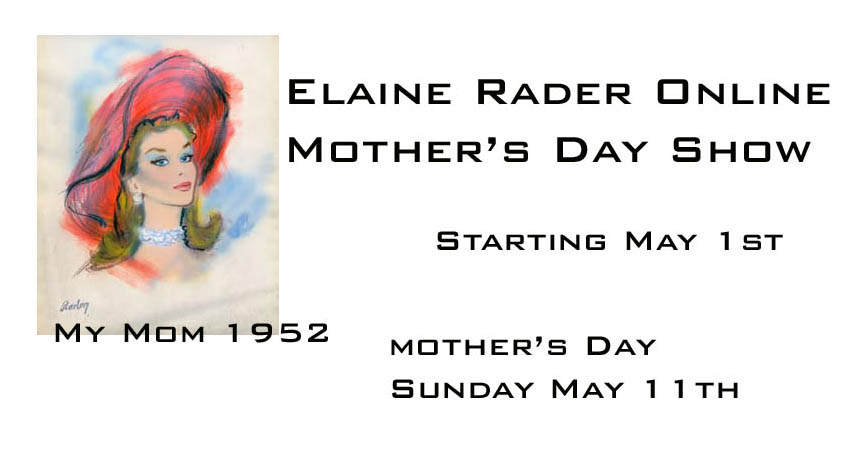 Elaine Rader Online
Mother's Day Show
Starting May 1st
My Mom 1952
mother's Day
Sunday May 11th